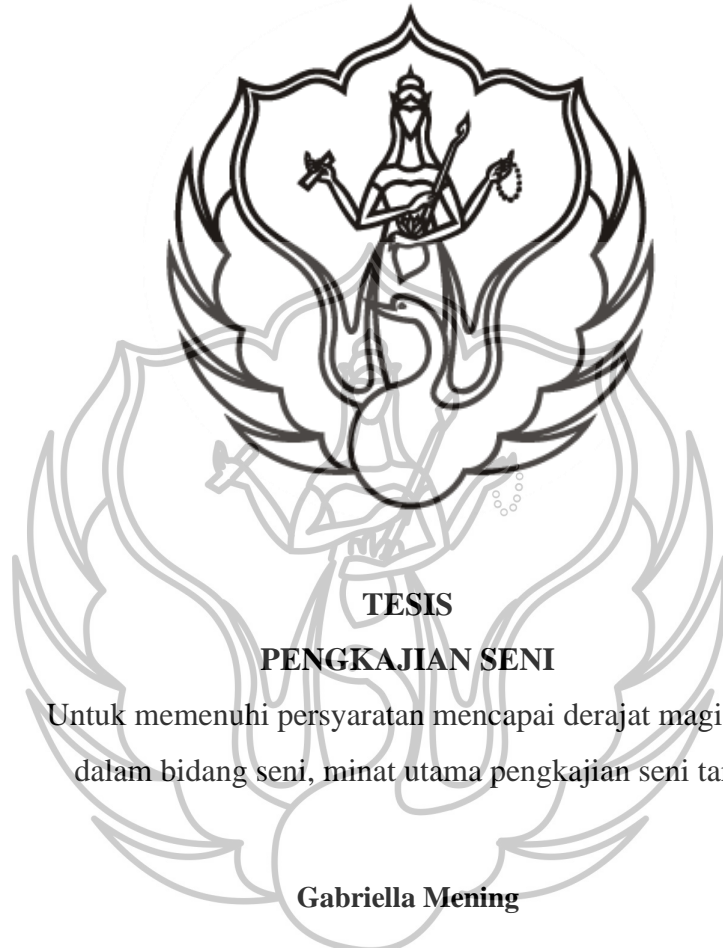 TESIS
PENGKAJIAN SENI
Untuk memenuhi persyaratan mencapai derajat
dalam bidang seni, minat utama pengkajian seni
Gabriella Mening